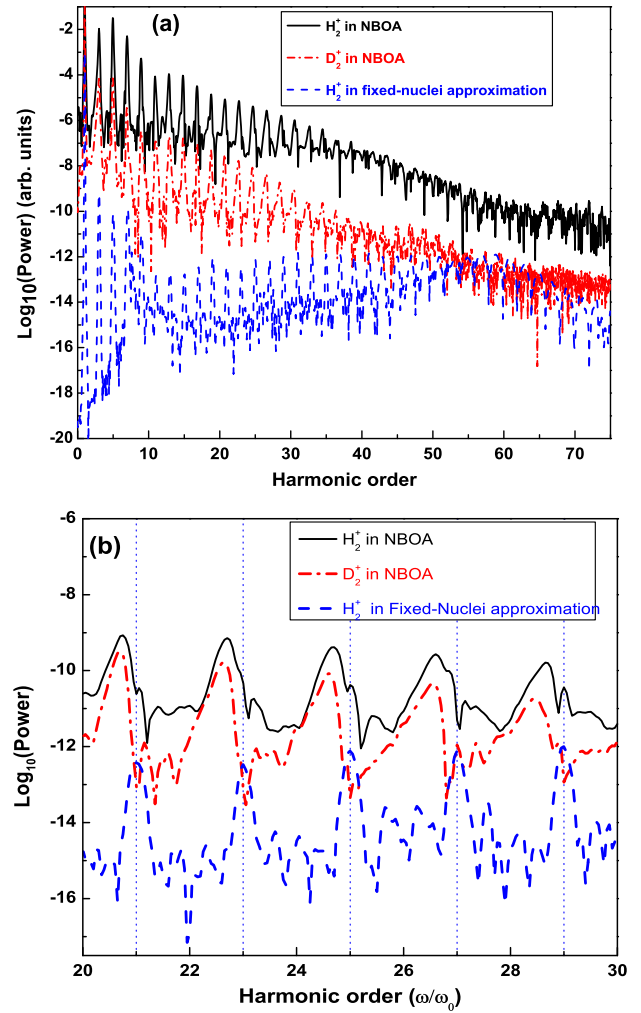 (a)
H₂⁺ in NBOA
D₂⁺ in NBOA
H₂⁺ in fixed-nuclei approximation
Log₁₀(Power) (arb. units)
-2
-4
-6
-8
-10
-12
-14
-16
-18
-20
0 10 20 30 40 50 60 70
Harmonic order
(b)
H₂⁺ in NBOA
D₂⁺ in NBOA
H₂⁺ in Fixed-Nuclei approximation
Log₁₀(Power)
-6
-8
-10
-12
-14
-16
20 22 24 26 28 30
Harmonic order (ω/ω₀)